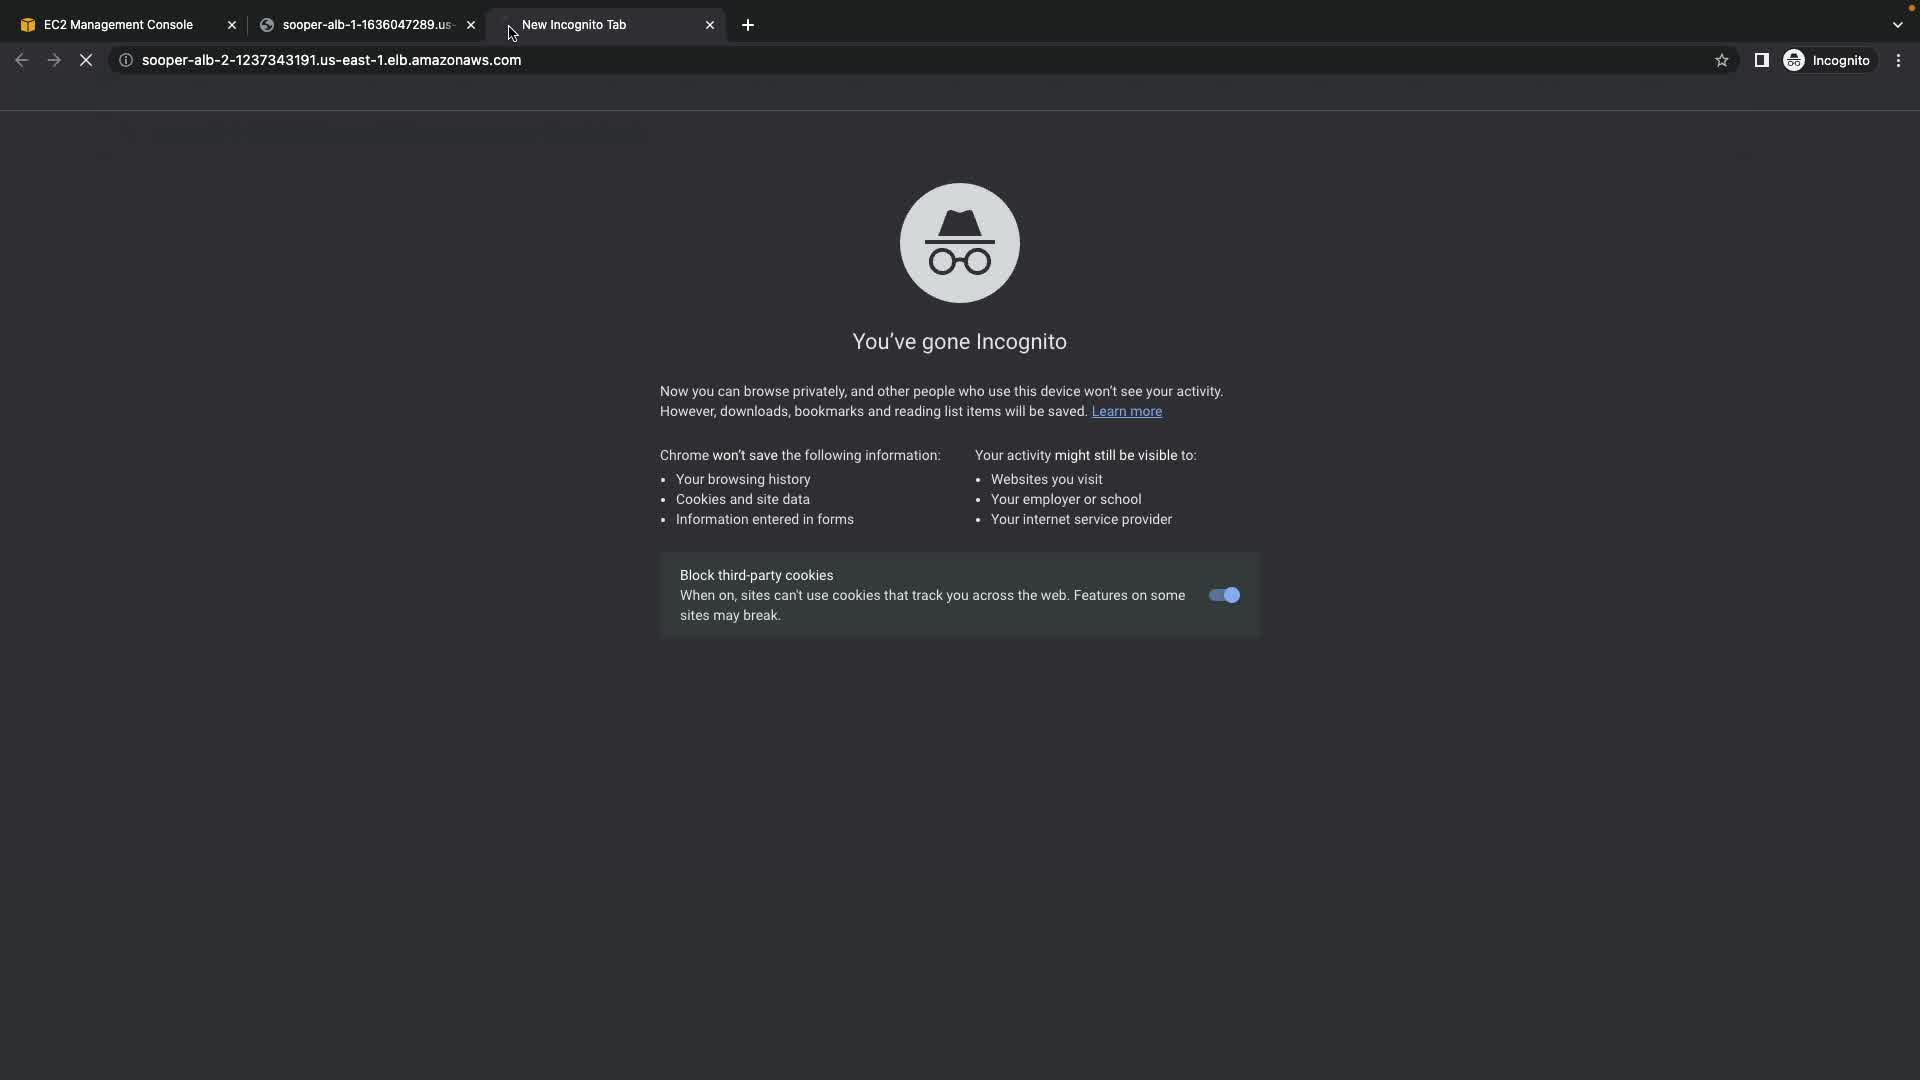 EC2 Management Console
sooper-alb-1-1636047289.us-
New Incognito Tab
sooper-alb-2-1237343191.us-east-1.elb.amazonaws.com
Incognito
You've gone Incognito
Now you can browse privately, and other people who use this device won't see your activity.
However, downloads, bookmarks and reading list items will be saved. Learn more
Chrome won't save the following information:
• Your browsing history
• Cookies and site data
• Information entered in forms
Your activity might still be visible to:
• Websites you visit
• Your employer or school
• Your internet service provider
Block third-party cookies
When on, sites can't use cookies that track you across the web. Features on some
sites may break.